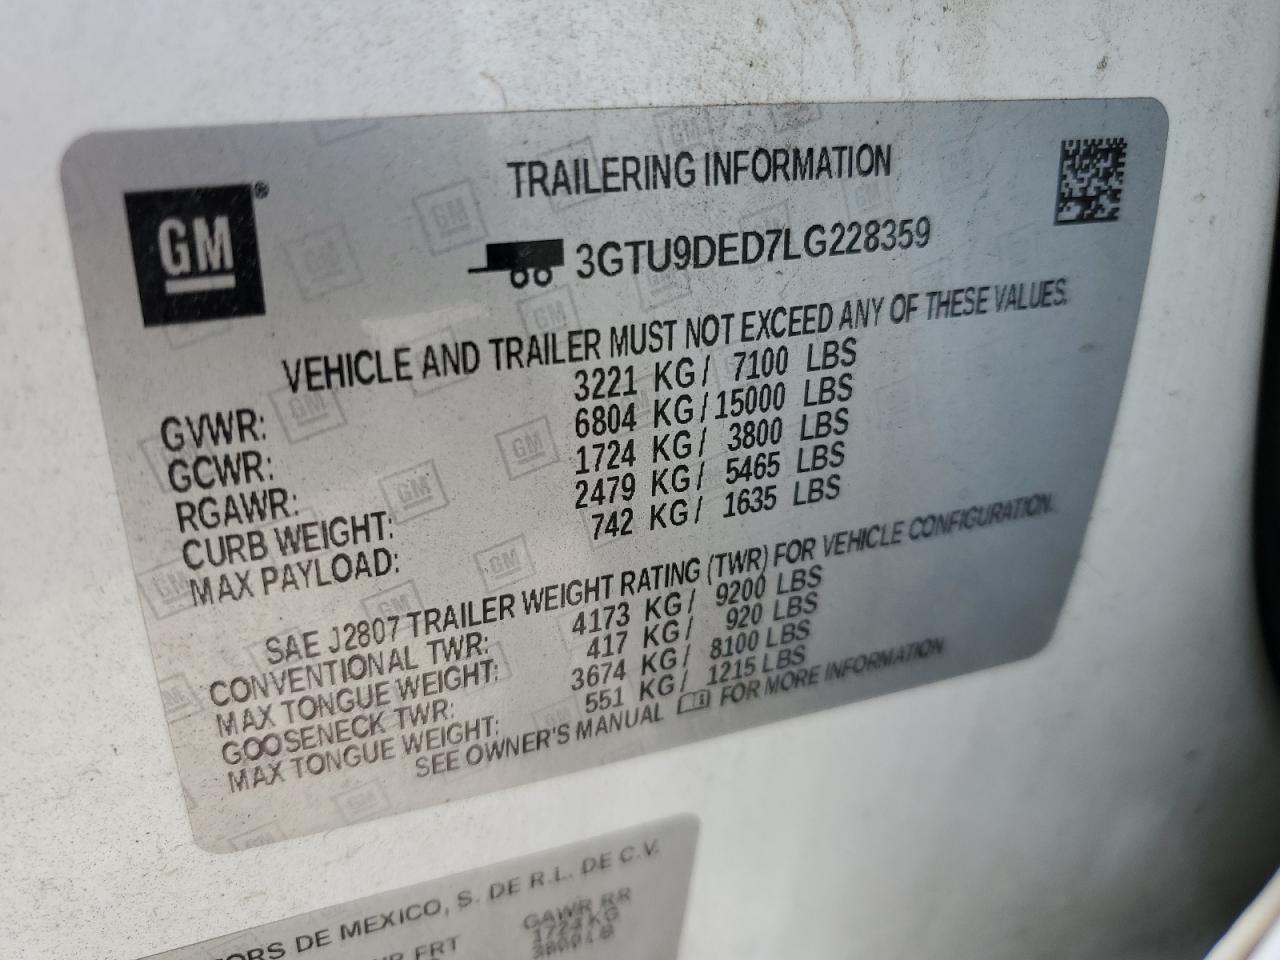 GM®
TRAILERING INFORMATION
3GTU9DED7LG228359
VEHICLE AND TRAILER MUST NOT EXCEED ANY OF THESE VALUES.
GVWR: 3221 KG/ 7100 LBS
GCWR: 6804 KG/ 15000 LBS
RGAWR: 1724 KG/ 3800 LBS
CURB WEIGHT: 2479 KG/ 5465 LBS
MAX PAYLOAD: 742 KG/ 1635 LBS
SAE J2807 TRAILER WEIGHT RATING (TWR) FOR VEHICLE CONFIGURATION.
CONVENTIONAL TWR: 4173 KG/ 9200 LBS
MAX TONGUE WEIGHT: 417 KG/ 920 LBS
GOOSENECK TWR: 3674 KG/ 8100 LBS
MAX TONGUE WEIGHT: 551 KG/ 1215 LBS
SEE OWNER'S MANUAL FOR MORE INFORMATION
ORS DE MEXICO, S. DE R.L. DE C.V.
FRT GAWR RR
1724KG
3800LB